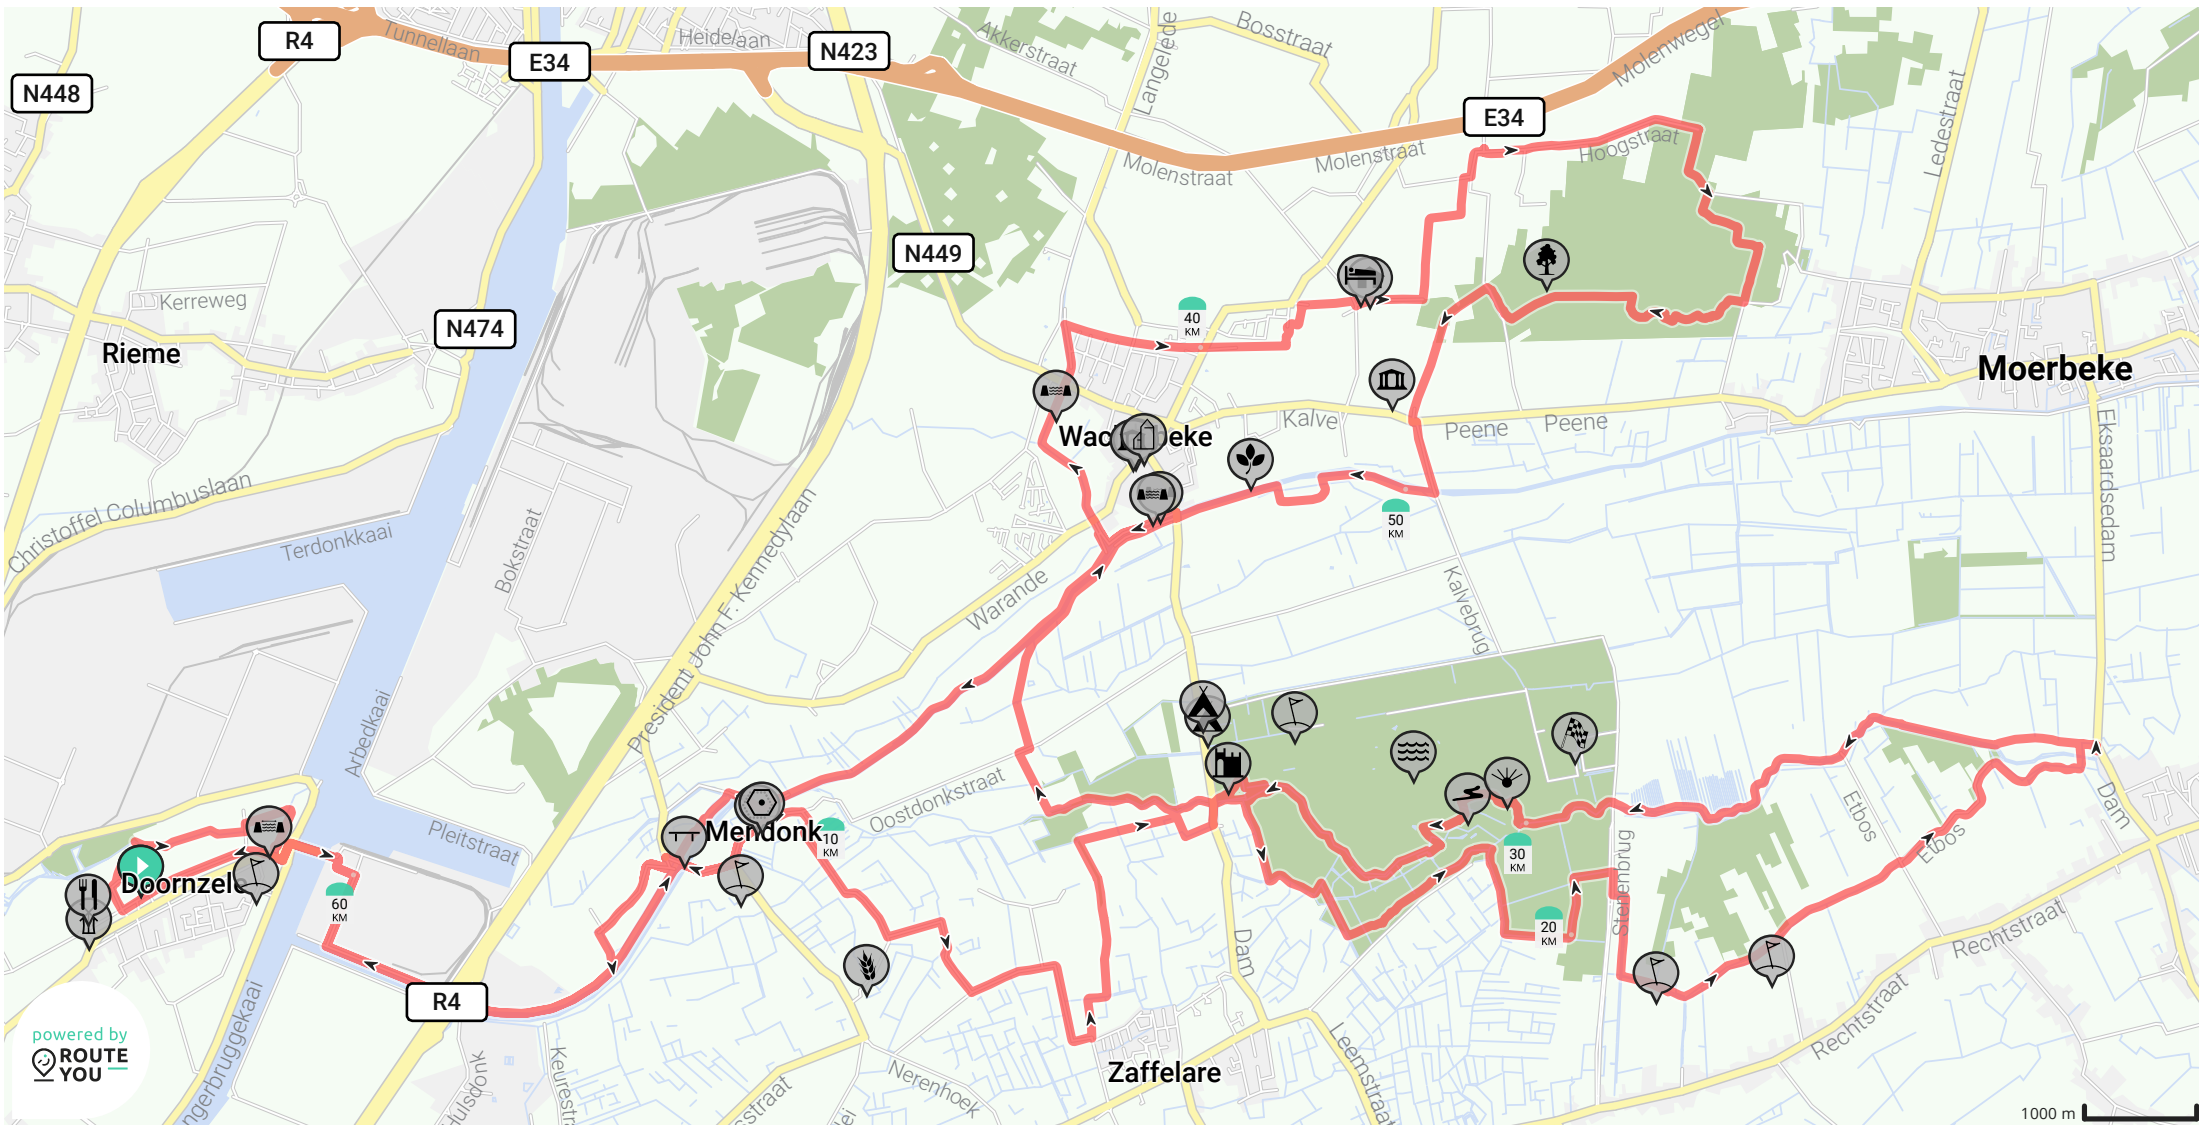 R4
Tunnellaan
E34
Heidelaan
N423
Akkerstraat
Langelede
Bosstraat
Molenwegel
N448
E34
Hoogstraat
Ledestraat
Molenstraat
Molenstraat
N449
Kerreweg
N474
40
KM
Rieme
Moerbeke
Kalve
Peene
Peene
Eksaardsedam
Christoffel Columbuslaan
Terdonkkaai
Bokstraat
President John F. Kennedylaan
50
KM
Warande
Kalvebrug
Arbedkaai
Pleitstraat
Oostdonkstraat
Mendonk
10
KM
Etbos
Etbos
Dam
Stenenbrug
30
KM
Doornzele
60
KM
20
KM
Dam
Rechtstraat
Rechtstraat
R4
Leemstraat
Zaffelare
Nerenhoek
Hulsdonk
powered by
ROUTE
YOU
1000 m